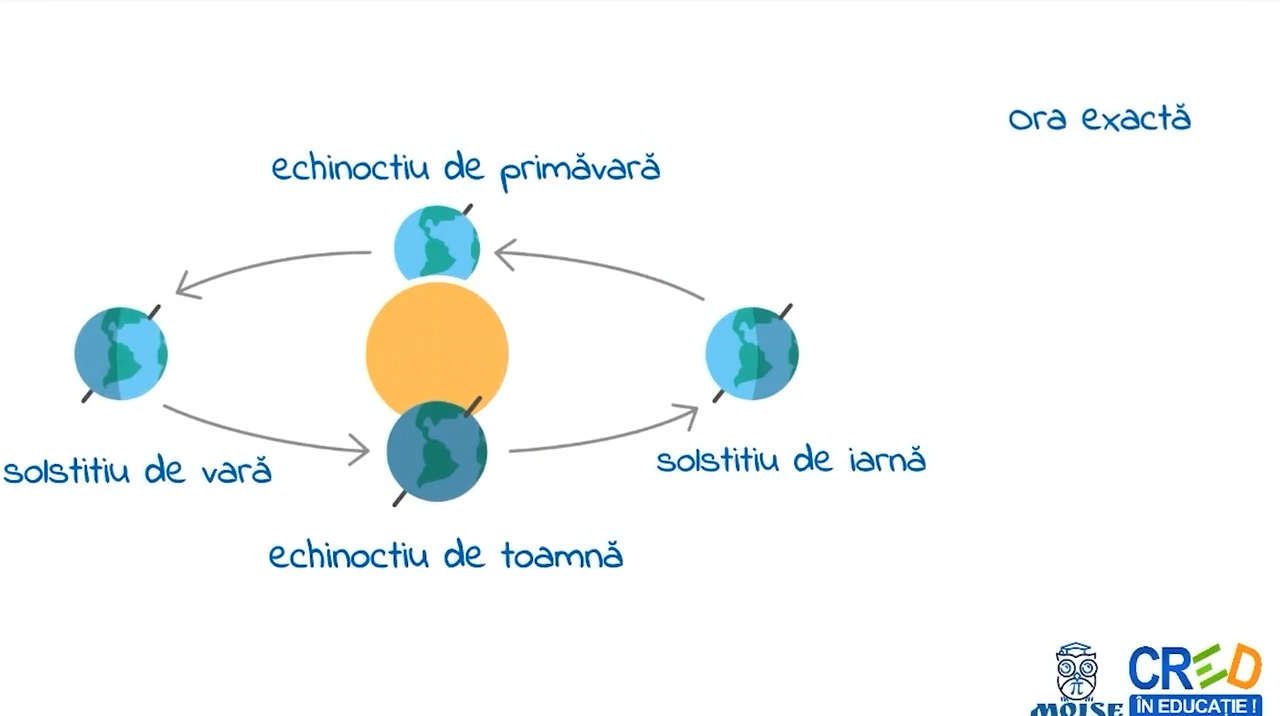 ora exactă
echinoctiu de primăvară
solstitiu de vară
solstitiu de iarnă
echinoctiu de toamnă
π
MOISE
CRED
ÎN EDUCAȚIE !